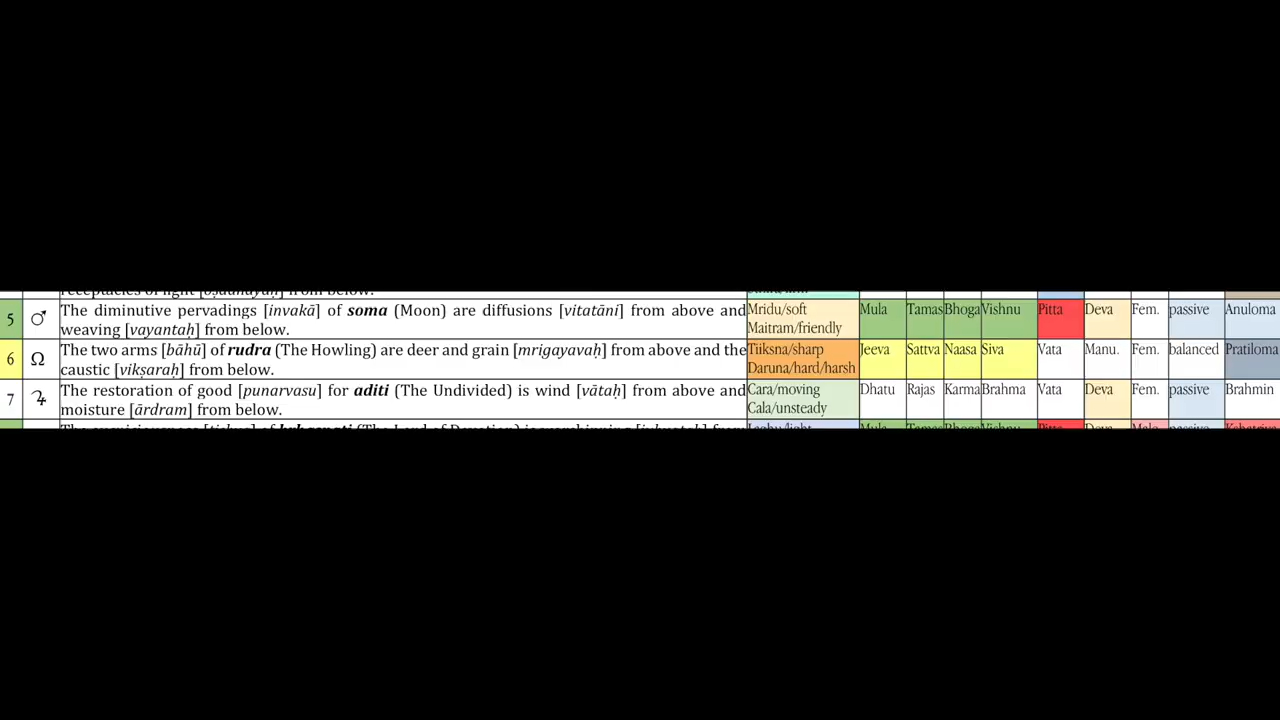 5 ♂ The diminutive pervadings [invakā] of soma (Moon) are diffusions [vitatāni] from above and
weaving [vayantaḥ] from below.
Mridu/soft
Maitram/friendly
Mula Tamas Bhoga Vishnu Pitta Deva Fem. passive Anuloma
6 ☊ The two arms [bāhū] of rudra (The Howling) are deer and grain [mrigayavaḥ] from above and the
caustic [vikṣaraḥ] from below.
Tiiksna/sharp
Daruna/hard/harsh
Jeeva Sattva Naasa Siva Vata Manu. Fem. balanced Pratiloma
7 ♃ The restoration of good [punarvasu] for aditi (The Undivided) is wind [vātaḥ] from above and
moisture [ārdram] from below.
Cara/moving
Cala/unsteady
Dhatu Rajas Karma Brahma Vata Deva Fem. passive Brahmin